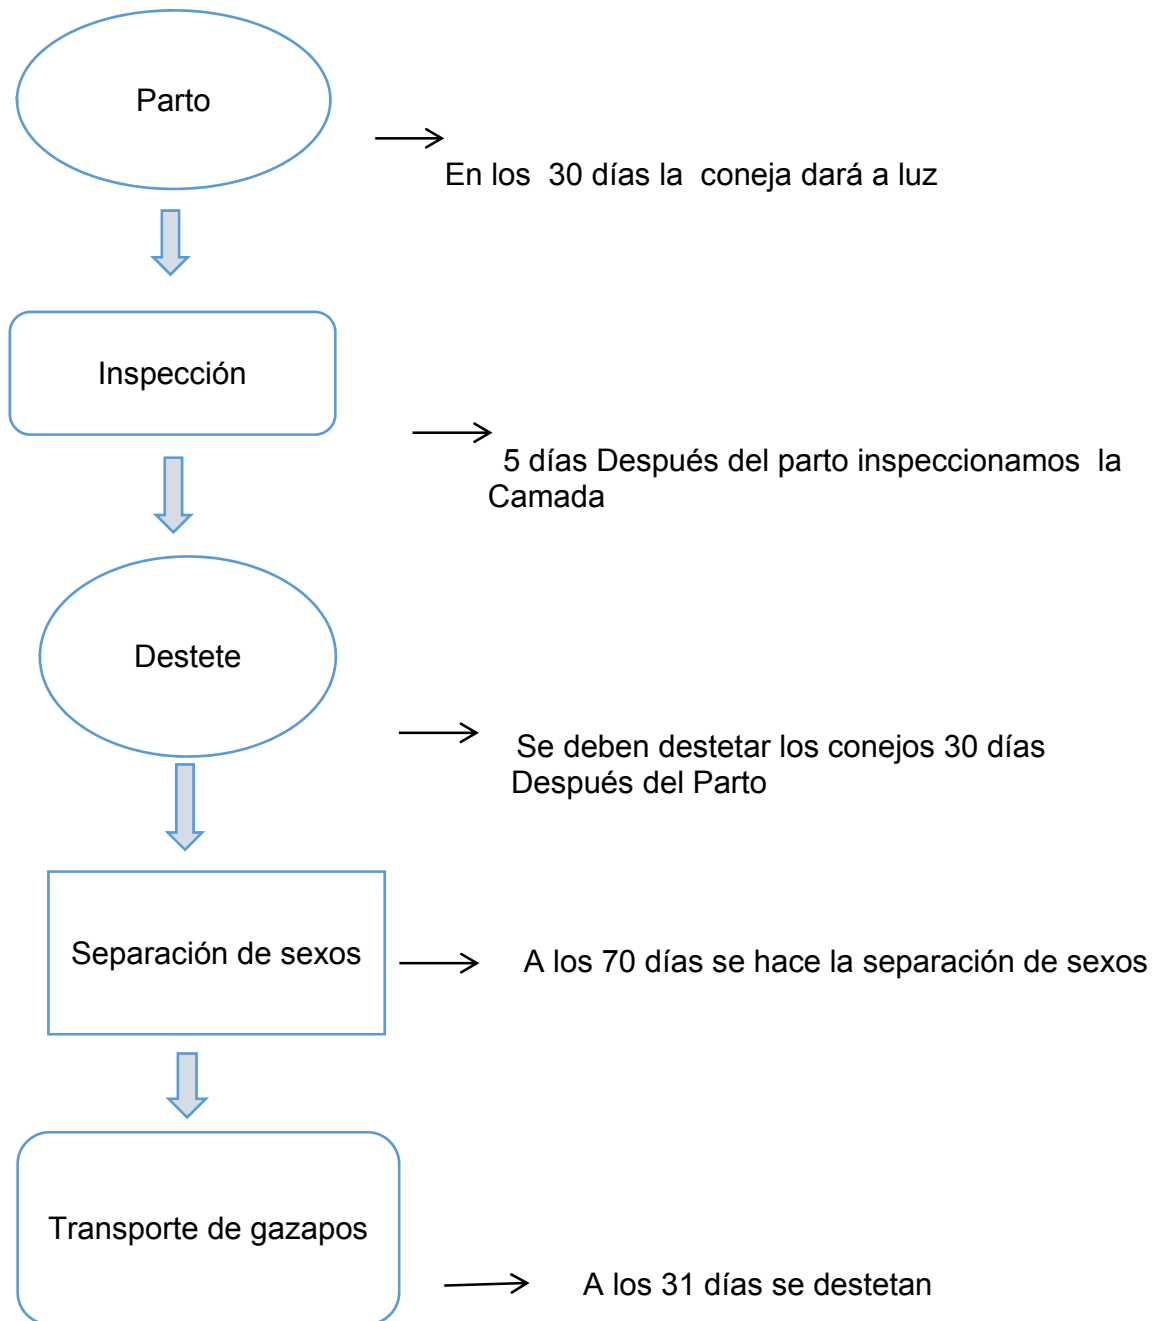 Parto
En los 30 días la coneja dará a luz
Inspección
5 días Después del parto inspeccionamos la
Camada
Destete
Se deben destetar los conejos 30 días
Después del Parto
Separación de sexos
A los 70 días se hace la separación de sexos
Transporte de gazapos
A los 31 días se destetan